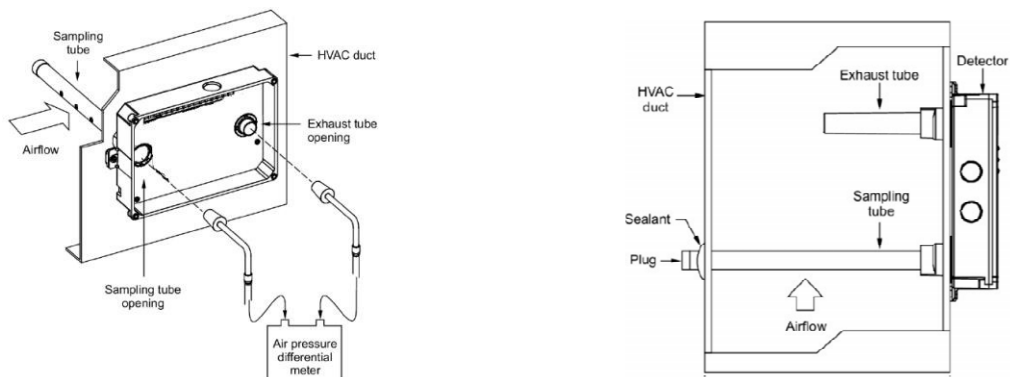 Sampling
tube
HVAC duct
Exhaust tube
opening
Airflow
Sampling tube
opening
Air pressure
differential
meter
Detector
Exhaust tube
HVAC
duct
Sampling
tube
Sealant
Plug
Airflow